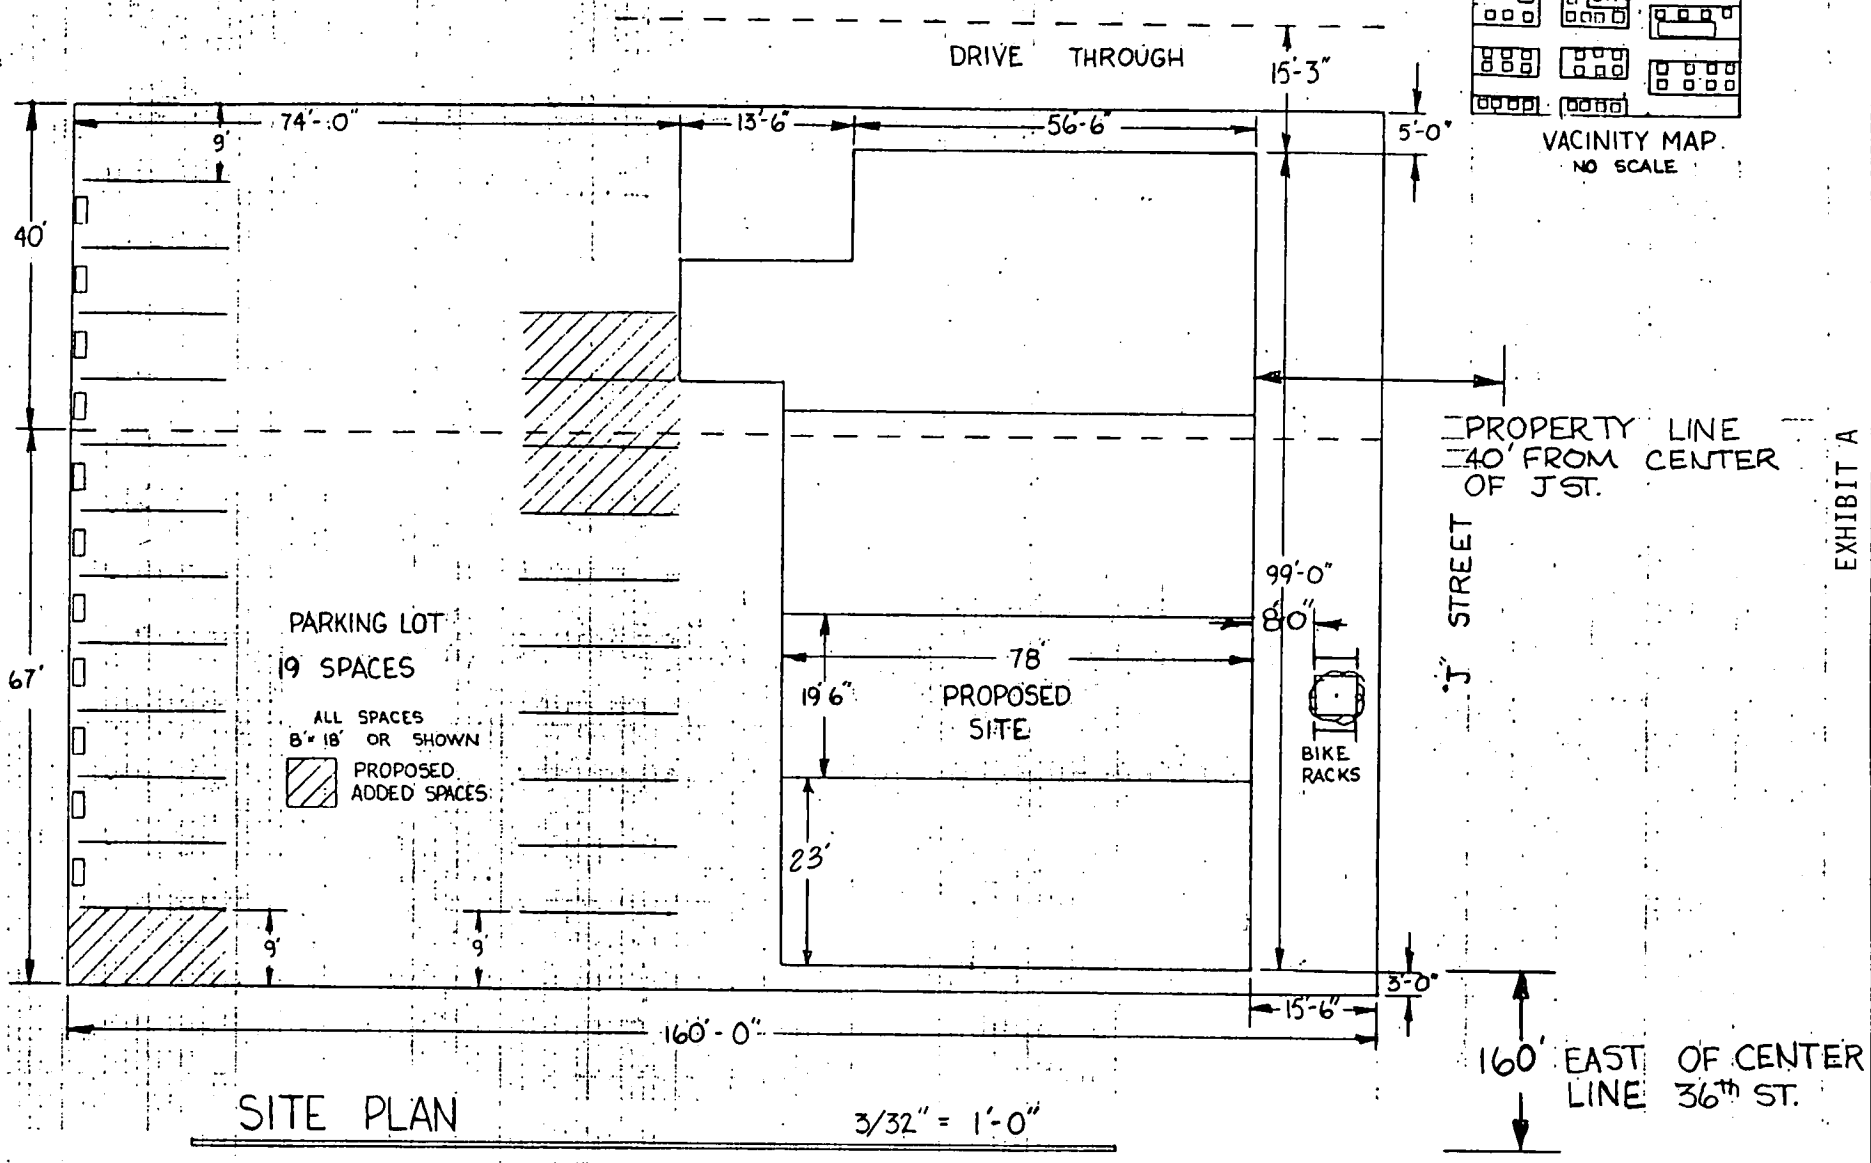 DRIVE THROUGH
15'-3"
74'-0"
13'-6"
56'-6"
5'-0"
9'
VACINITY MAP.
NO SCALE
40'
PROPERTY LINE
40' FROM CENTER
OF J ST.
EXHIBIT A
"J" STREET
99'-0"
8'0"
PARKING LOT
19 SPACES
ALL SPACES
8'x 18' OR SHOWN
PROPOSED
ADDED SPACES
67'
78'
19'6"
PROPOSED
SITE
BIKE
RACKS
23'
9'
9'
3'-0"
15'-6"
160'-0"
160' EAST OF CENTER
LINE 36th ST.
SITE PLAN
3/32" = 1'-0"